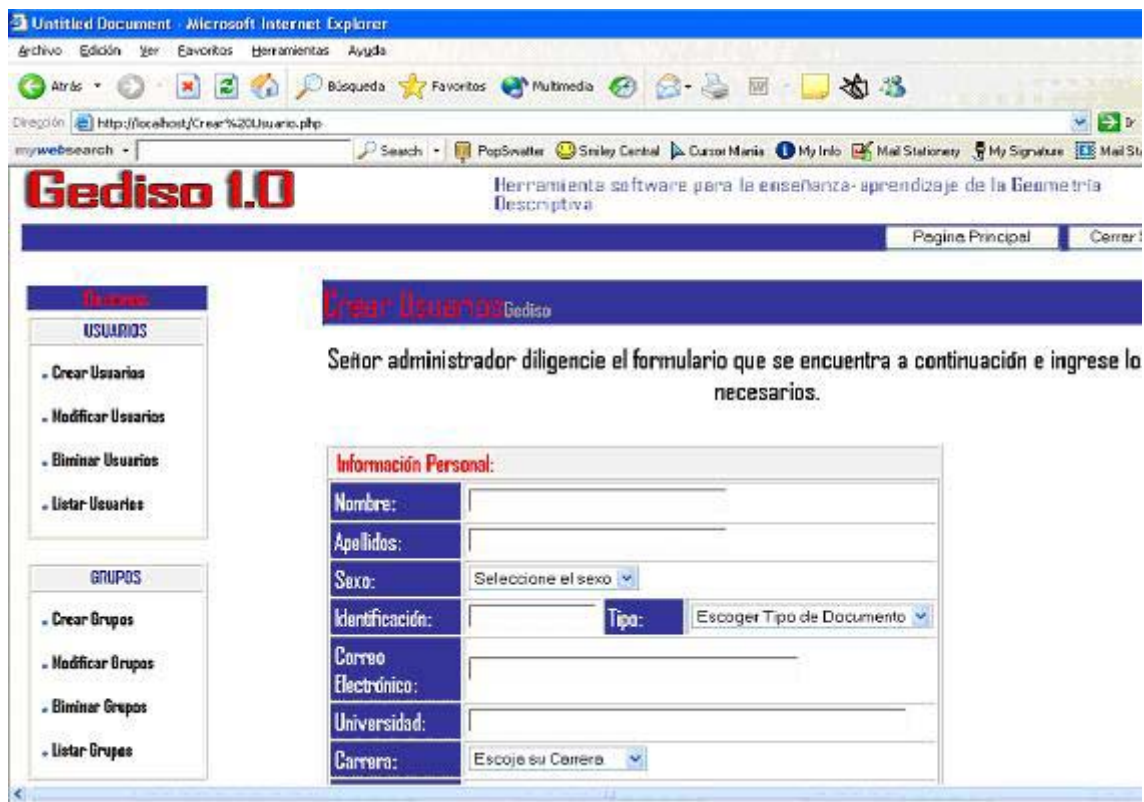 Untitled Document - Microsoft Internet Explorer
Archivo Edición Ver Favoritos Herramientas Ayuda
Atrás Búsqueda Favoritos Multimedia
Dirección http://localhost/Crear%20Usuario.php Ir
mywebsearch Search PopSwatter Smiley Central Cursor Mania My Info Mail Stationery My Signature Mail St
Gediso 1.0
Herramienta software para la enseñanza-aprendizaje de la Geometría
Descriptiva
Pagina Principal Cerrar S
Crear Usuarios Gediso
USUARIOS
Crear Usuarios
Modificar Usuarios
Eliminar Usuarios
Listar Usuarios
GRUPOS
Crear Grupos
Modificar Grupos
Eliminar Grupos
Listar Grupos
Señor administrador diligencie el formulario que se encuentra a continuación e ingrese lo
necesarios.
Información Personal:
Nombre:
Apellidos:
Sexo: Seleccione el sexo
Identificación: Tipo: Escoger Tipo de Documento
Correo
Electrónico:
Universidad:
Carrera: Escoja su Carrera